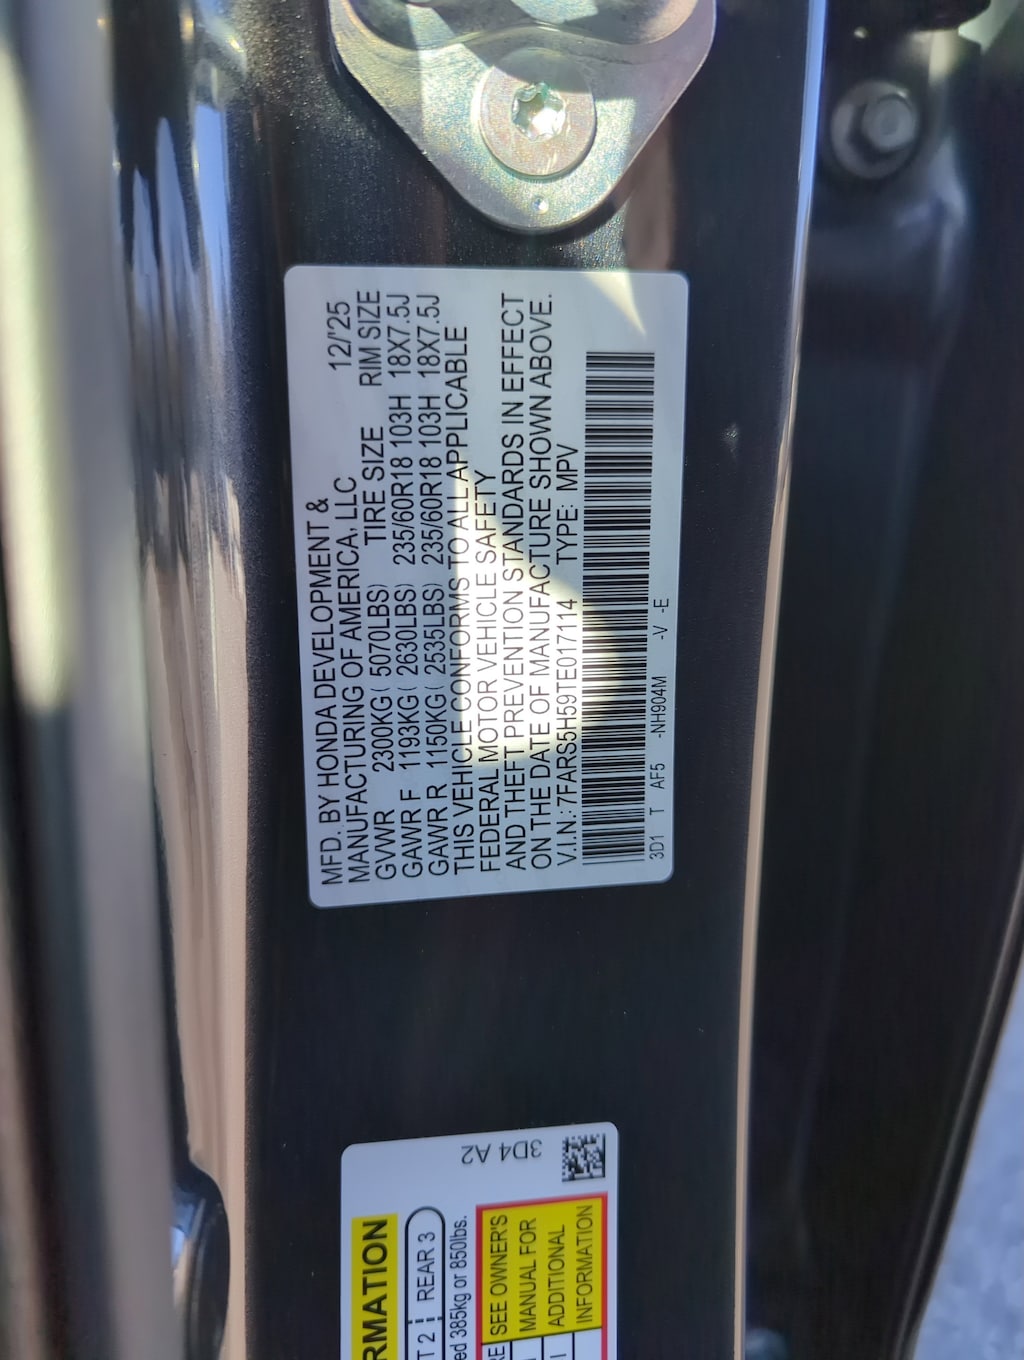 MFD. BY HONDA DEVELOPMENT &
MANUFACTURING OF AMERICA, LLC 12/'25
GVWR 2300KG( 5070LBS) TIRE SIZE RIM SIZE
GAWR F 1193KG( 2630LBS) 235/60R18 103H 18X7.5J
GAWR R 1150KG( 2535LBS) 235/60R18 103H 18X7.5J
THIS VEHICLE CONFORMS TO ALL APPLICABLE
FEDERAL MOTOR VEHICLE SAFETY
AND THEFT PREVENTION STANDARDS IN EFFECT
ON THE DATE OF MANUFACTURE SHOWN ABOVE.
V.I.N.: 7FARS5H59TE017114 TYPE: MPV
3D1 T AF5 -NH904M -V -E
3D4 A2
RMATION
T 2 REAR 3
ed 385kg or 850lbs.
RE SEE OWNER'S
MANUAL FOR
ADDITIONAL
INFORMATION